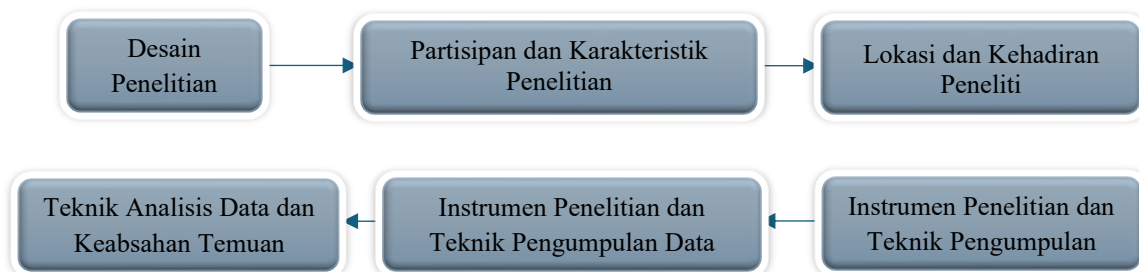 Desain
Penelitian
Partisipan dan Karakteristik
Penelitian
Lokasi dan Kehadiran
Peneliti
Instrumen Penelitian dan
Teknik Pengumpulan
Instrumen Penelitian dan
Teknik Pengumpulan Data
Teknik Analisis Data dan
Keabsahan Temuan